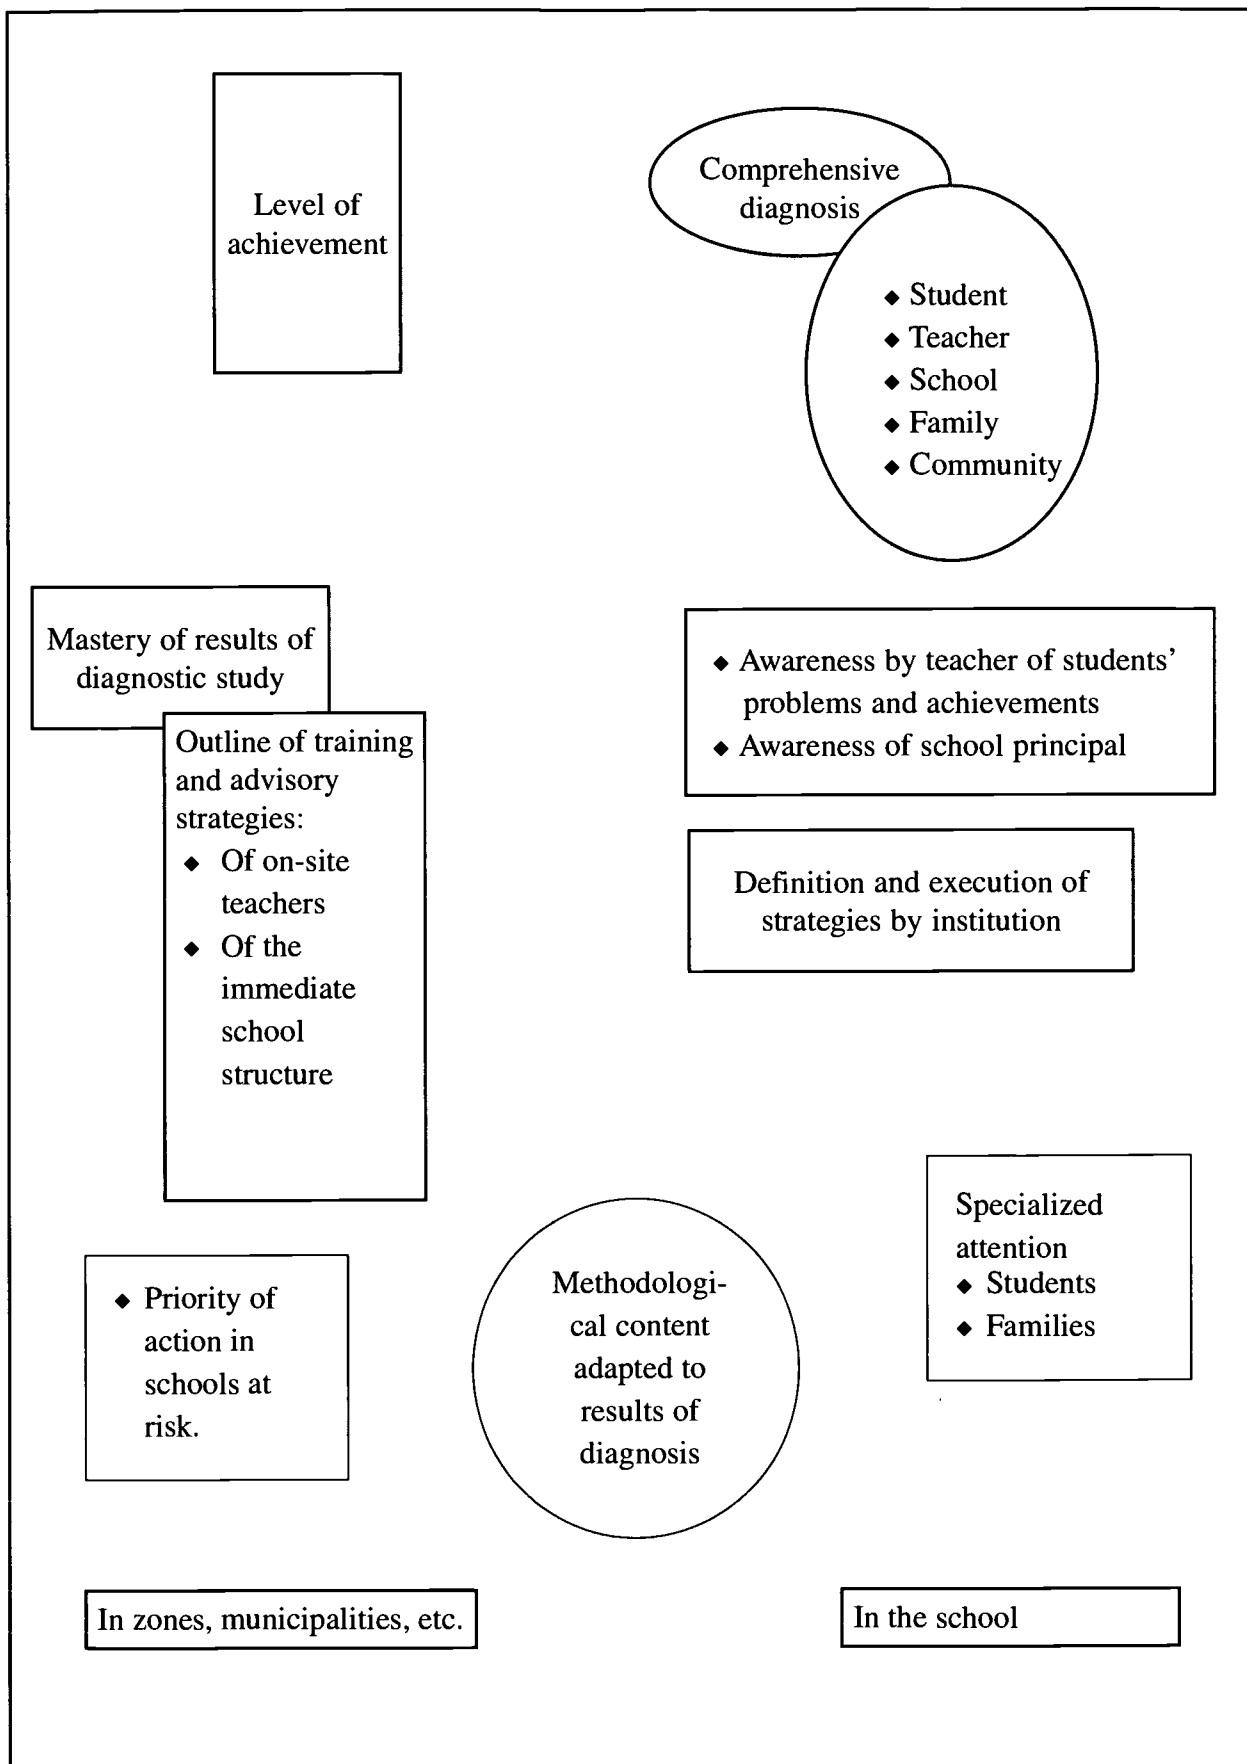 Level of
achievement
Comprehensive
diagnosis
◆ Student
◆ Teacher
◆ School
◆ Family
◆ Community
Mastery of results of
diagnostic study
Outline of training
and advisory
strategies:
◆ Of on-site
teachers
◆ Of the
immediate
school
structure
◆ Awareness by teacher of students’
problems and achievements
◆ Awareness of school principal
Definition and execution of
strategies by institution
◆ Priority of
action in
schools at
risk.
Methodologi-
cal content
adapted to
results of
diagnosis
Specialized
attention
◆ Students
◆ Families
In zones, municipalities, etc.
In the school